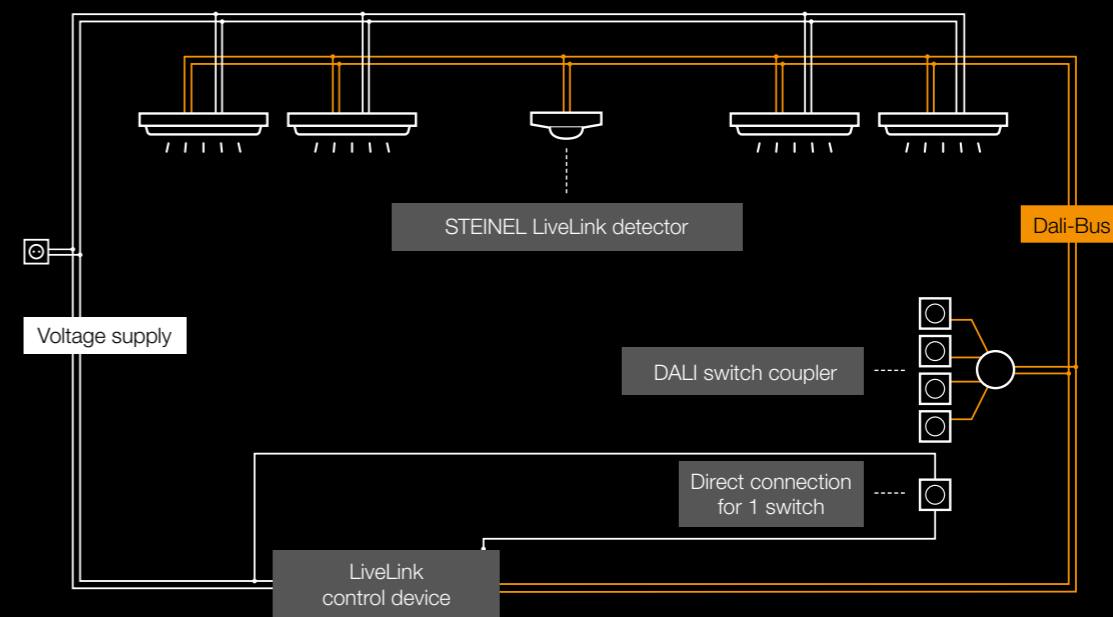 STEINEL LiveLink detector
Dali-Bus
Voltage supply
DALI switch coupler
Direct connection
for 1 switch
LiveLink
control device